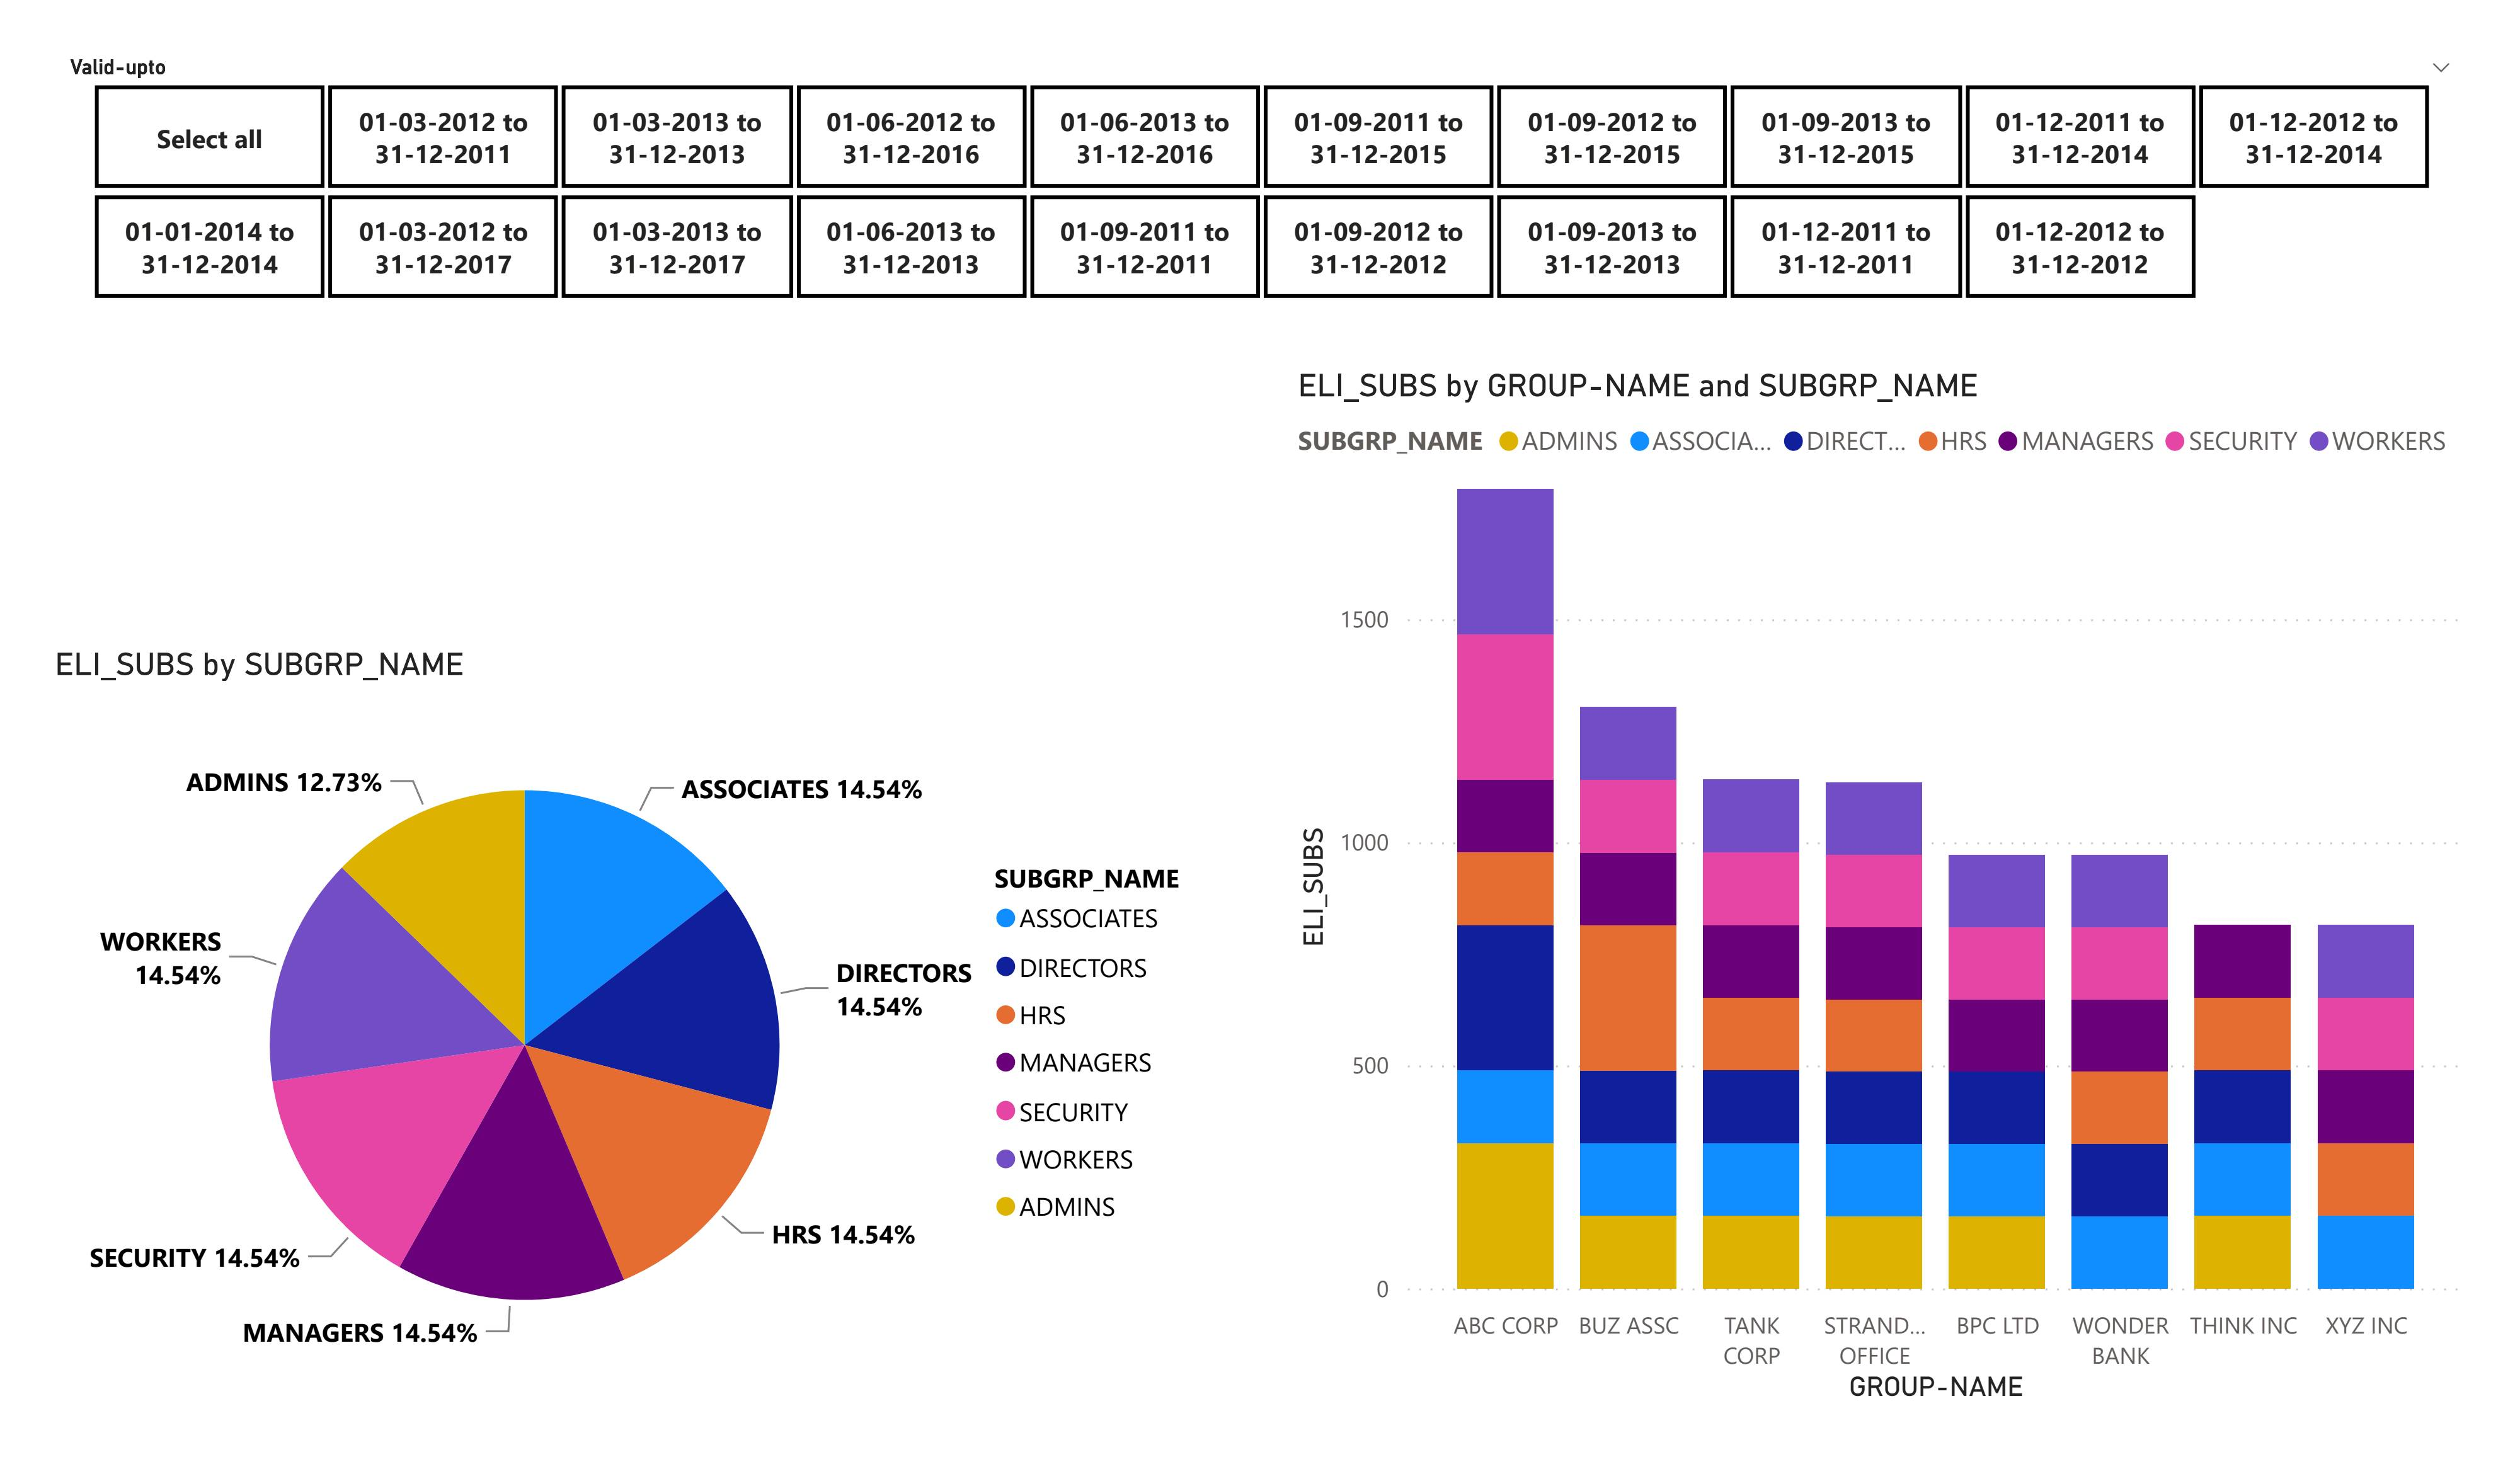 Valid-upto
Select all
01-03-2012 to
31-12-2011
01-03-2013 to
31-12-2013
01-06-2012 to
31-12-2016
01-06-2013 to
31-12-2016
01-09-2011 to
31-12-2015
01-09-2012 to
31-12-2015
01-09-2013 to
31-12-2015
01-12-2011 to
31-12-2014
01-12-2012 to
31-12-2014
01-01-2014 to
31-12-2014
01-03-2012 to
31-12-2017
01-03-2013 to
31-12-2017
01-06-2013 to
31-12-2013
01-09-2011 to
31-12-2011
01-09-2012 to
31-12-2012
01-09-2013 to
31-12-2013
01-12-2011 to
31-12-2011
01-12-2012 to
31-12-2012
ELI_SUBS by SUBGRP_NAME
ADMINS 12.73%
ASSOCIATES 14.54%
WORKERS
14.54%
DIRECTORS
14.54%
SECURITY 14.54%
HRS 14.54%
MANAGERS 14.54%
SUBGRP_NAME
ASSOCIATES
DIRECTORS
HRS
MANAGERS
SECURITY
WORKERS
ADMINS
ELI_SUBS by GROUP-NAME and SUBGRP_NAME
SUBGRP_NAME ADMINS ASSOCIA... DIRECT... HRS MANAGERS SECURITY WORKERS
ELI_SUBS
1500
1000
500
0
ABC CORP
BUZ ASSC
TANK
CORP
STRAND...
OFFICE
BPC LTD
WONDER
BANK
THINK INC
XYZ INC
GROUP-NAME